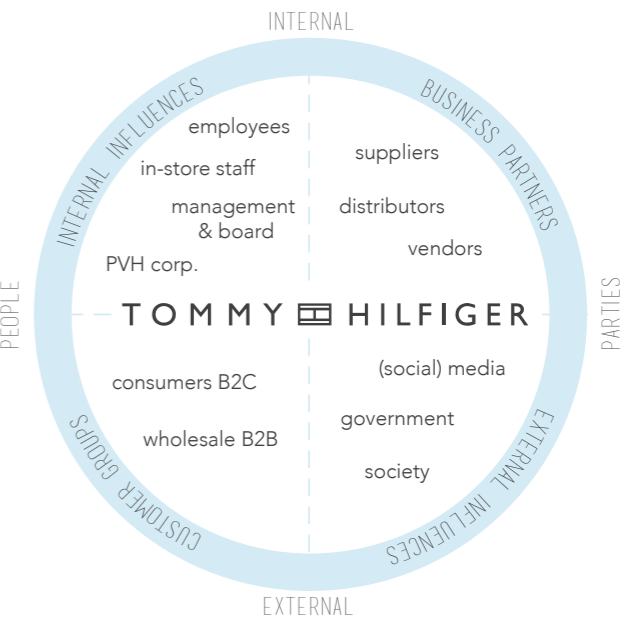 INTERNAL
INTERNAL INFLUENCES
BUSINESS PARTNERS
employees
in-store staff
management
& board
PVH corp.
suppliers
distributors
vendors
PEOPLE
TOMMY HILFIGER
PARTIES
consumers B2C
wholesale B2B
(social) media
government
society
CUSTOMER GROUPS
EXTERNAL INFLUENCES
EXTERNAL